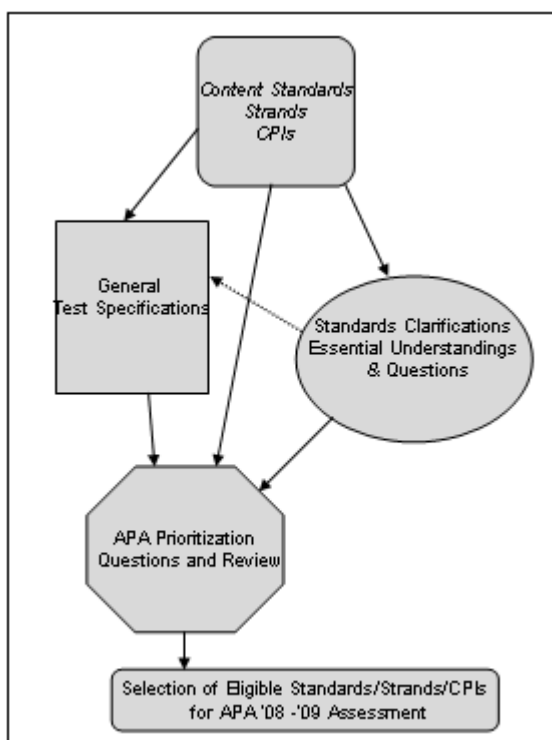 Content Standards
Strands
CPIs
General
Test Specifications
Standards Clarifications
Essential Understandings
& Questions
APA Prioritization
Questions and Review
Selection of Eligible Standards/Strands/CPIs
for APA '08 -'09 Assessment